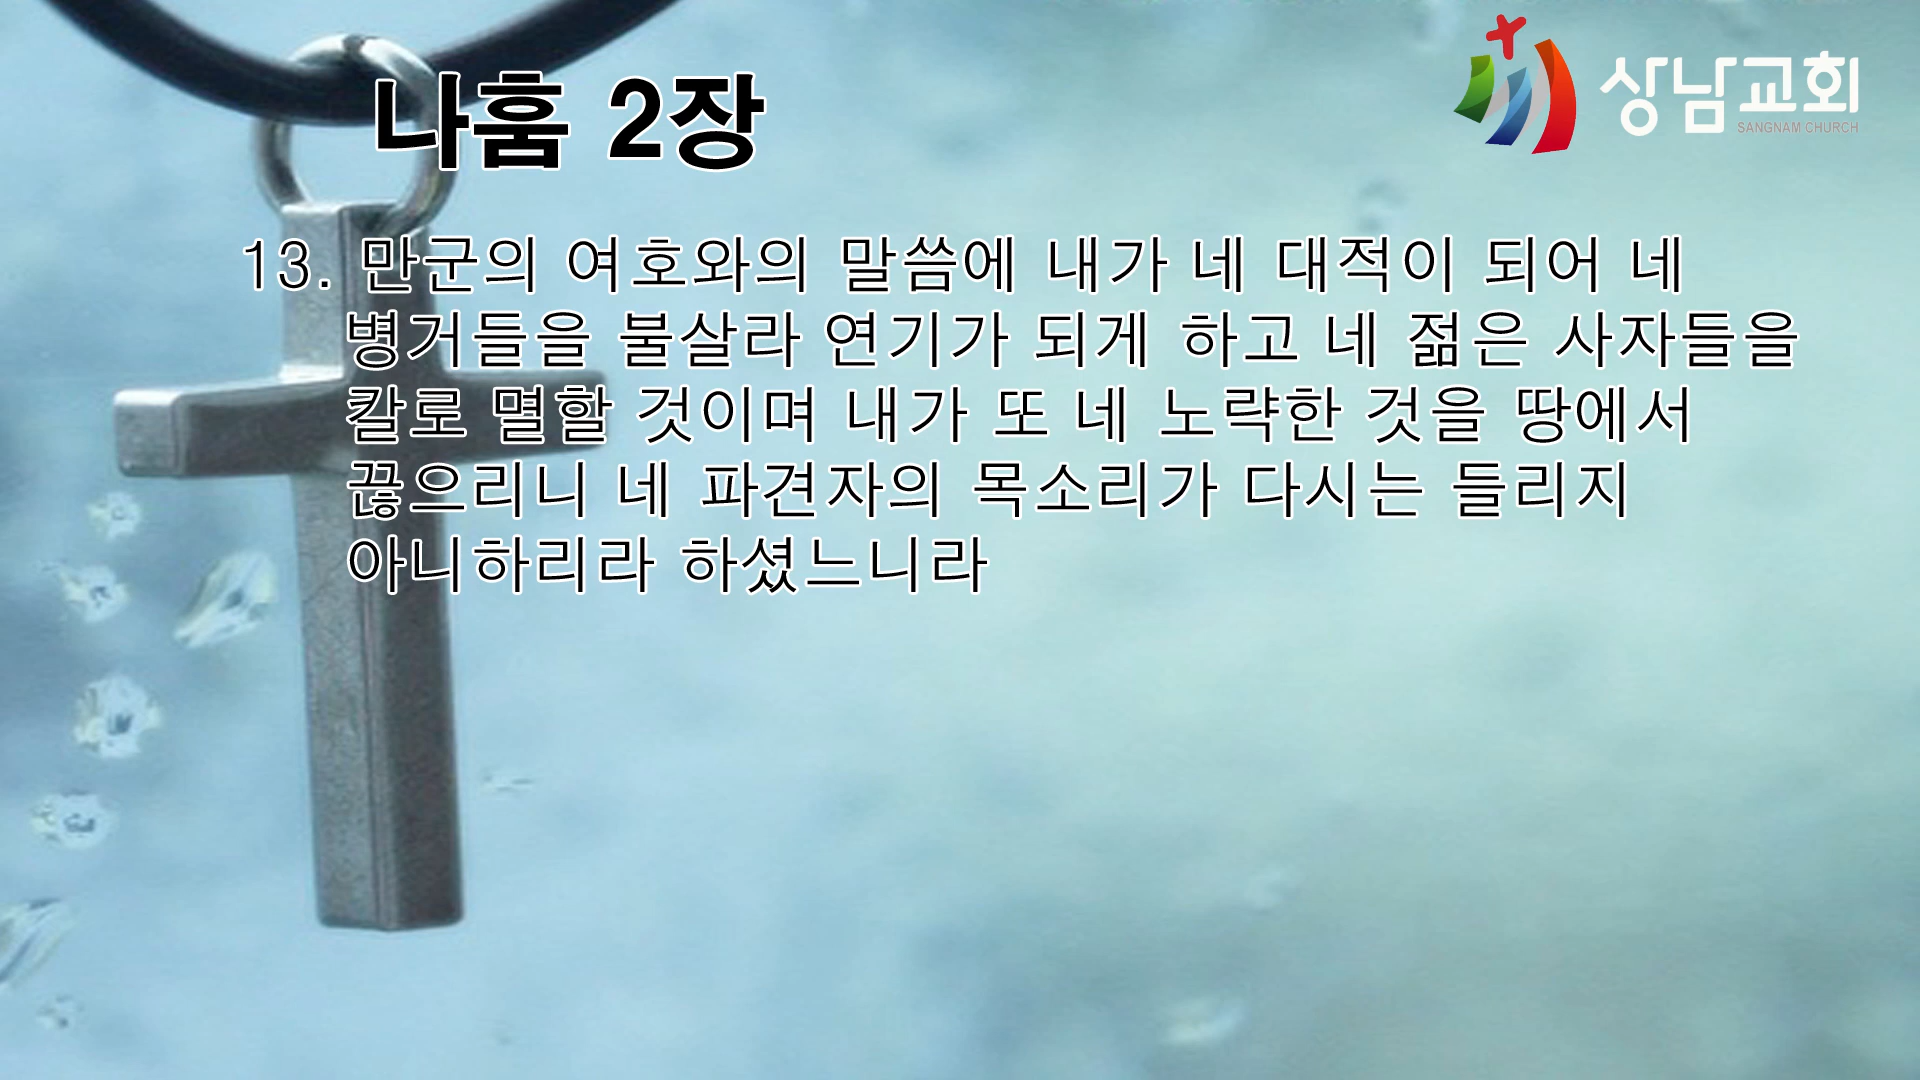 나훔 2장
상남교회
SANGNAM CHURCH
13. 만군의 여호와의 말씀에 내가 네 대적이 되어 네
병거들을 불살라 연기가 되게 하고 네 젊은 사자들을
칼로 멸할 것이며 내가 또 네 노략한 것을 땅에서
끊으리니 네 파견자의 목소리가 다시는 들리지
아니하리라 하셨느니라